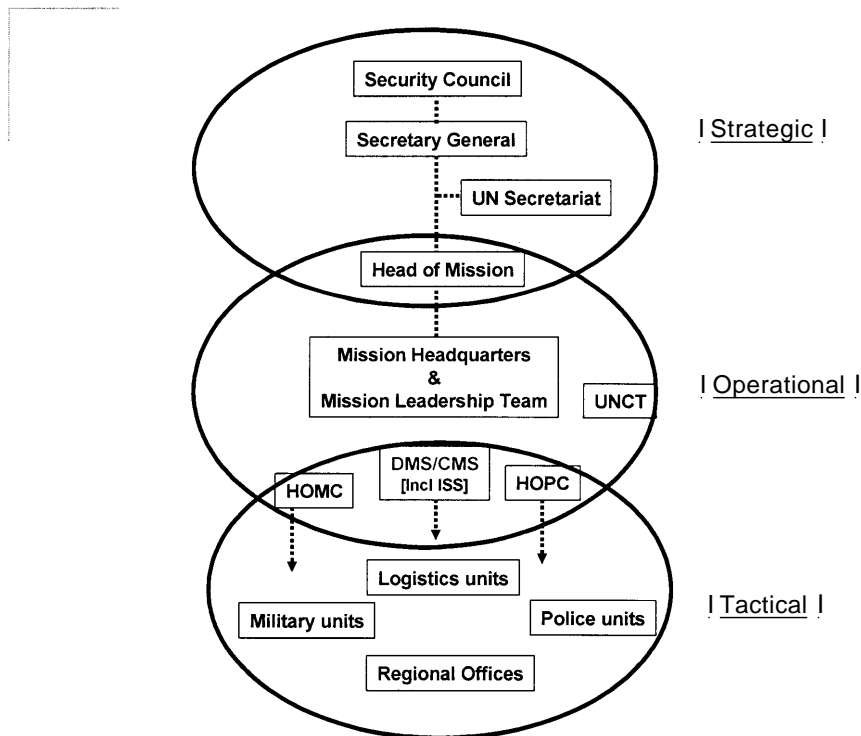 Security Council
Secretary General
Strategic
UN Secretariat
Head of Mission
Mission Headquarters
&
Mission Leadership Team
Operational
UNCT
DMS/CMS
[Incl ISS]
HOMC
HOPC
Logistics units
Military units
Police units
Tactical
Regional Offices